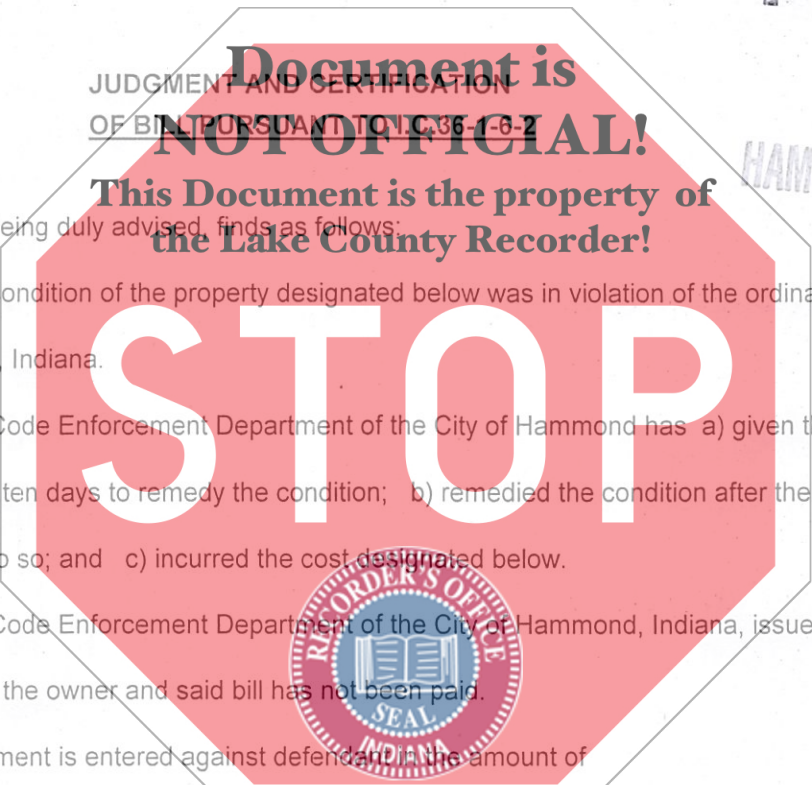 Document is
JUDGMENT AND CERTIFICATION
NOT OFFICIAL!
OF BILL PURSUANT TO I.C.36-1-6-2
HAM
This Document is the property of
eing duly advised, finds as follows:
the Lake County Recorder!
ondition of the property designated below was in violation of the ordina
, Indiana.
STOP
Code Enforcement Department of the City of Hammond has a) given t
ten days to remedy the condition; b) remedied the condition after the
o so; and c) incurred the cost designated below.
RECORDER'S OFFICE
Code Enforcement Department of the City of Hammond, Indiana, issue
the owner and said bill has not been paid.
SEAL
INDIANA
ment is entered against defendant in the amount of